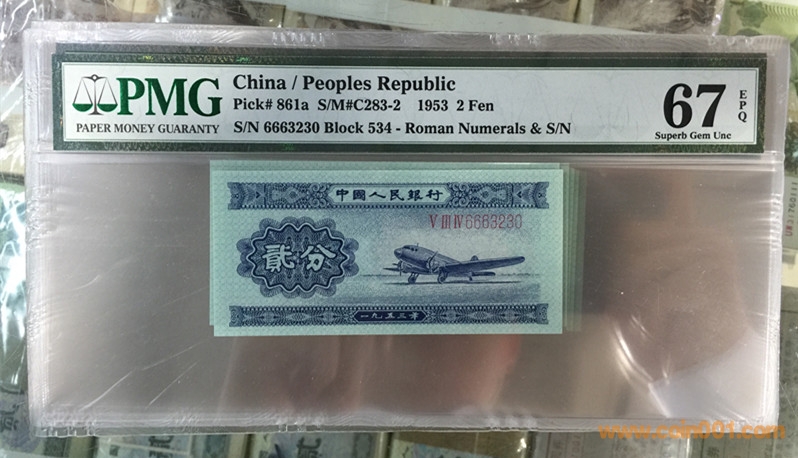 PMG
PAPER MONEY GUARANTY
China / Peoples Republic
Pick# 861a S/M#C283-2 1953 2 Fen
S/N 6663230 Block 534 - Roman Numerals & S/N
67
EPQ
Superb Gem Unc
中國人民銀行
V III IV 6663230
貳分
一九五三年
UW31760111
www.coin001.com